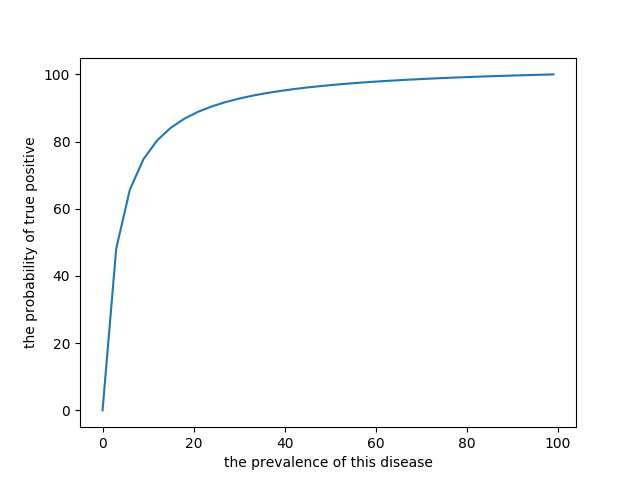 100
80
60
40
20
0
the probability of true positive
0 20 40 60 80 100
the prevalence of this disease